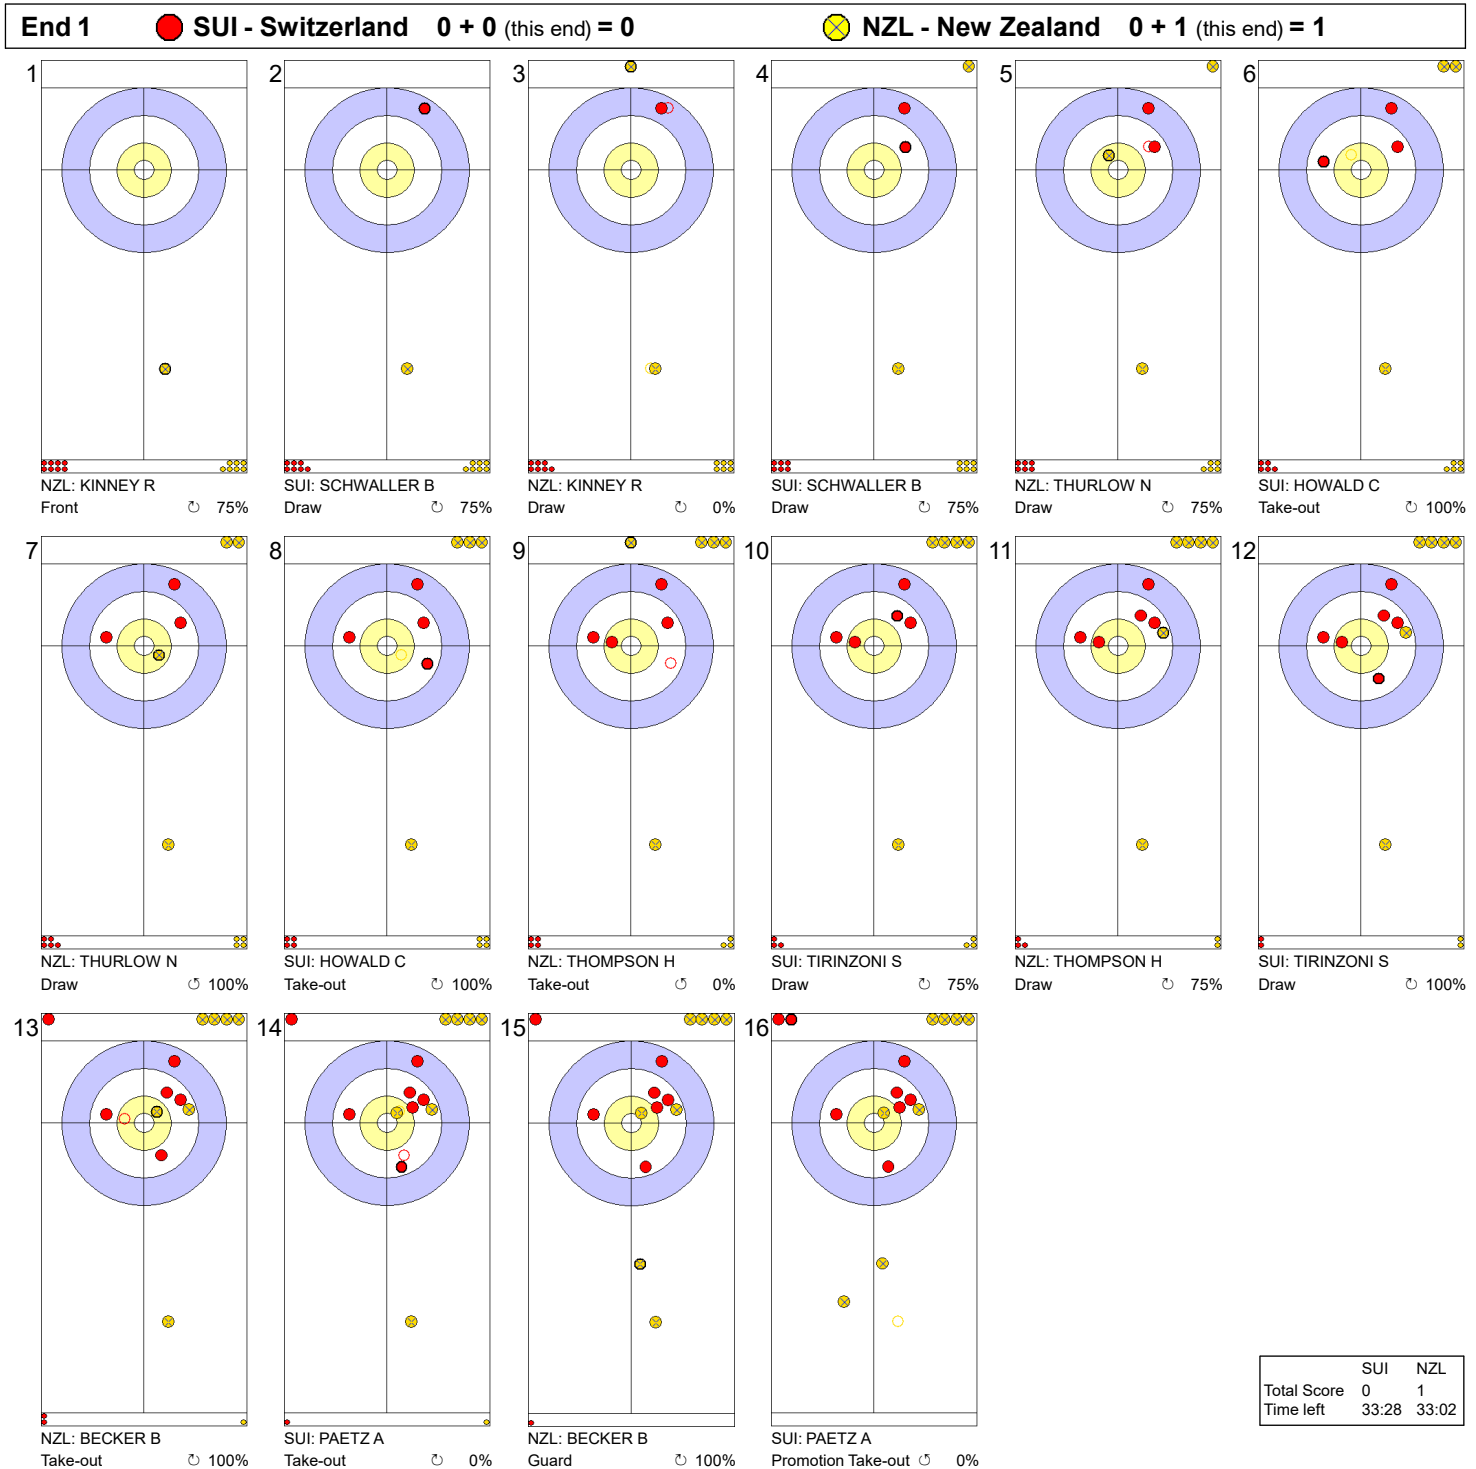 End 1 SUI - Switzerland 0 + 0 (this end) = 0 NZL - New Zealand 0 + 1 (this end) = 1
1 2 3 4 5 6
NZL: KINNEY R SUI: SCHWALLER B NZL: KINNEY R SUI: SCHWALLER B NZL: THURLOW N SUI: HOWALD C
Front ↻ 75% Draw ↻ 75% Draw ↻ 0% Draw ↻ 75% Draw ↻ 75% Take-out ↻ 100%
7 8 9 10 11 12
NZL: THURLOW N SUI: HOWALD C NZL: THOMPSON H SUI: TIRINZONI S NZL: THOMPSON H SUI: TIRINZONI S
Draw ↺ 100% Take-out ↻ 100% Take-out ↺ 0% Draw ↻ 75% Draw ↻ 75% Draw ↻ 100%
13 14 15 16
SUI NZL
Total Score 0 1
Time left 33:28 33:02
NZL: BECKER B SUI: PAETZ A NZL: BECKER B SUI: PAETZ A
Take-out ↻ 100% Take-out ↻ 0% Guard ↻ 100% Promotion Take-out ↺ 0%